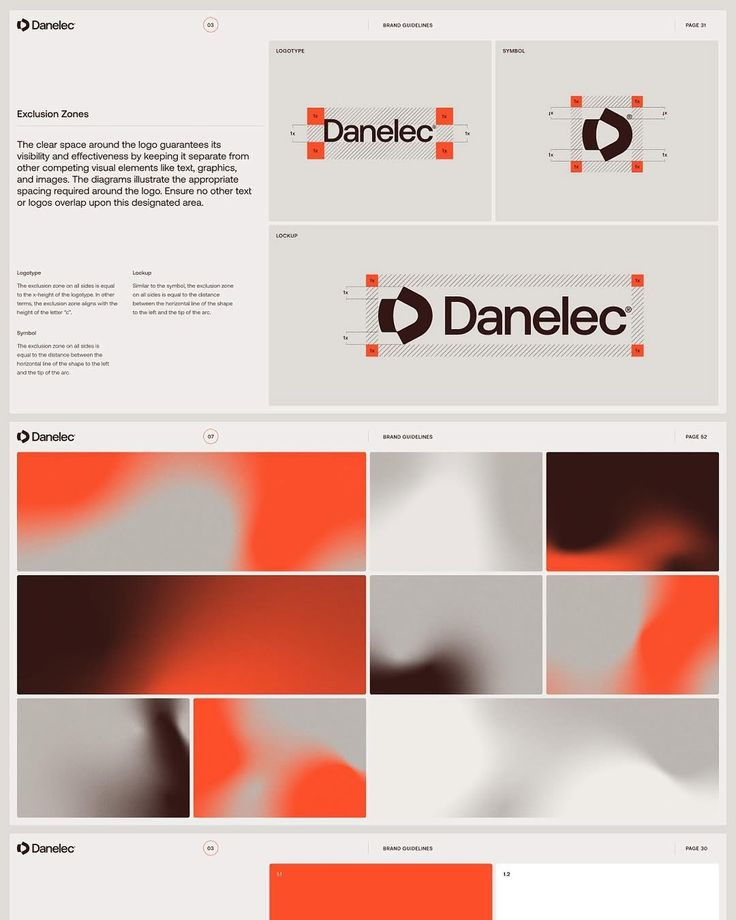 Danelec
03
BRAND GUIDELINES
PAGE 31
Exclusion Zones
The clear space around the logo guarantees its
visibility and effectiveness by keeping it separate from
other competing visual elements like text, graphics,
and images. The diagrams illustrate the appropriate
spacing required around the logo. Ensure no other text
or logos overlap upon this designated area.
Logotype
The exclusion zone on all sides is equal
to the x-height of the logotype. In other
terms, the exclusion zone aligns with the
height of the letter "c".
Symbol
The exclusion zone on all sides is
equal to the distance between the
horizontal line of the shape to the left
and the tip of the arc
Lockup
Similar to the symbol, the exclusion zone
on all sides is equal to the distance
between the horizontal line of the shape
to the left and the tip of the arc.
LOGOTYPE
1x 1x
1x Danelec® 1x
1x 1x
SYMBOL
1x 1x
1x 1x
®
1x 1x
1x 1x
LOCKUP
1x 1x
1x
Danelec®
1x
1x 1x
Danelec
07
BRAND GUIDELINES
PAGE 52
Danelec
03
BRAND GUIDELINES
PAGE 30
1.1
1.2